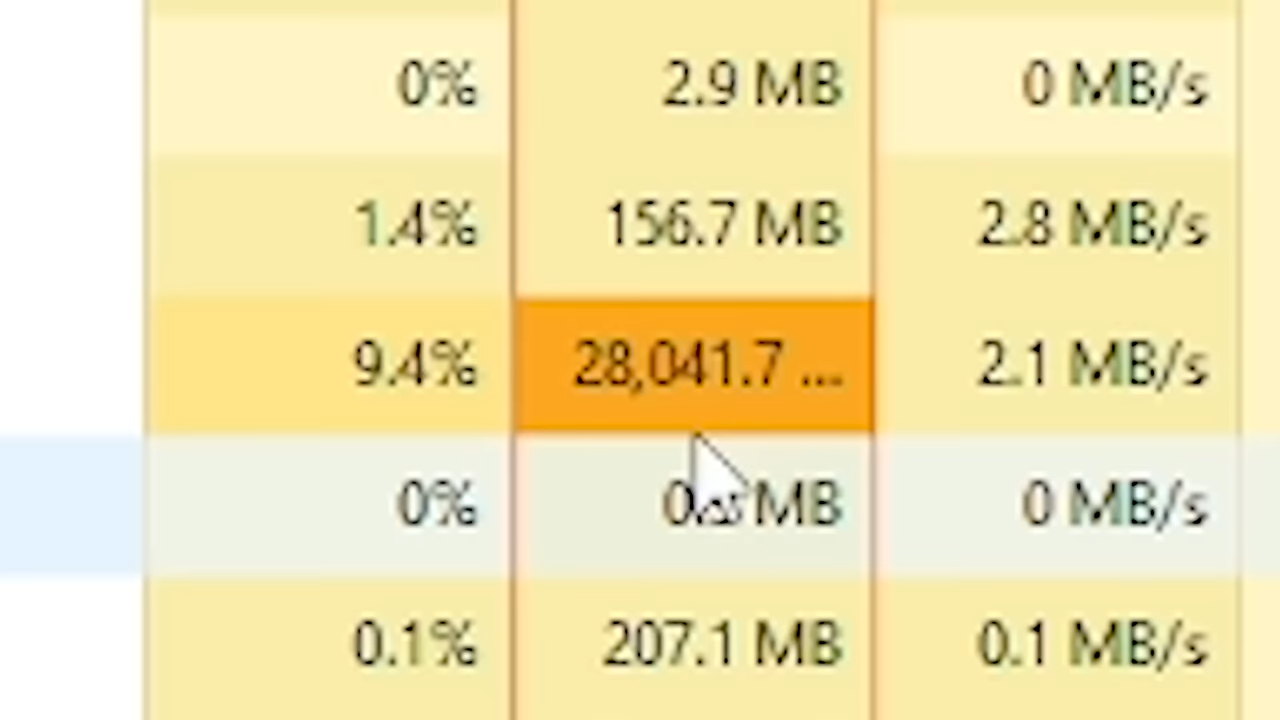 0% 2.9 MB 0 MB/s
1.4% 156.7 MB 2.8 MB/s
9.4% 28,041.7 ... 2.1 MB/s
0% MB 0 MB/s
0.1% 207.1 MB 0.1 MB/s